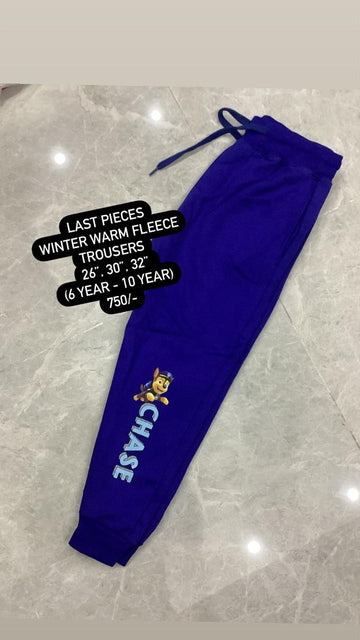 LAST PIECES
WINTER WARM FLEECE
TROUSERS
26", 30", 32"
(6 YEAR - 10 YEAR)
750/-
CHASE